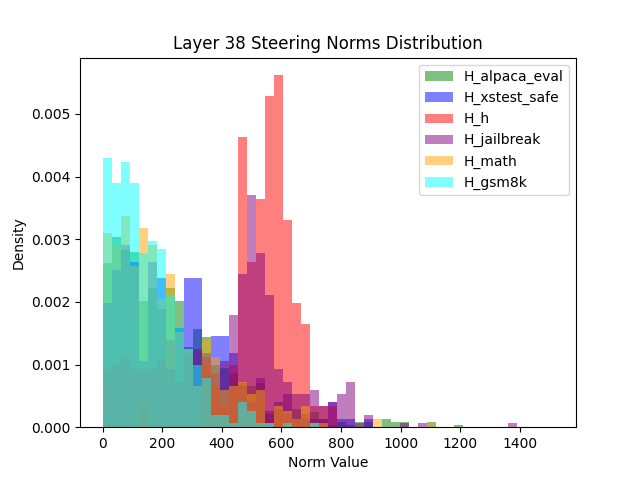 Layer 38 Steering Norms Distribution
H_alpaca_eval
H_xstest_safe
H_h
H_jailbreak
H_math
H_gsm8k
0.005
0.004
0.003
0.002
0.001
0.000
Density
0 200 400 600 800 1000 1200 1400
Norm Value